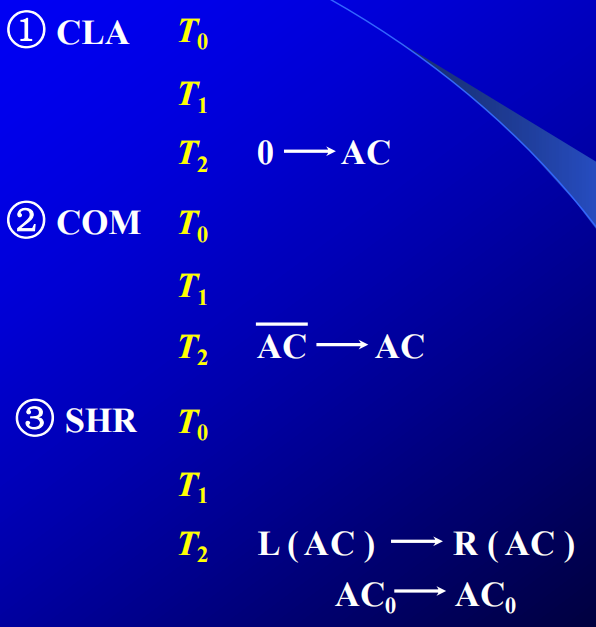 ① CLA T₀
T₁
T₂ 0 ⟶ AC
② COM T₀
T₁
T₂ A̅C̅ ⟶ AC
③ SHR T₀
T₁
T₂ L ( AC ) ⟶ R ( AC )
AC₀ ⟶ AC₀